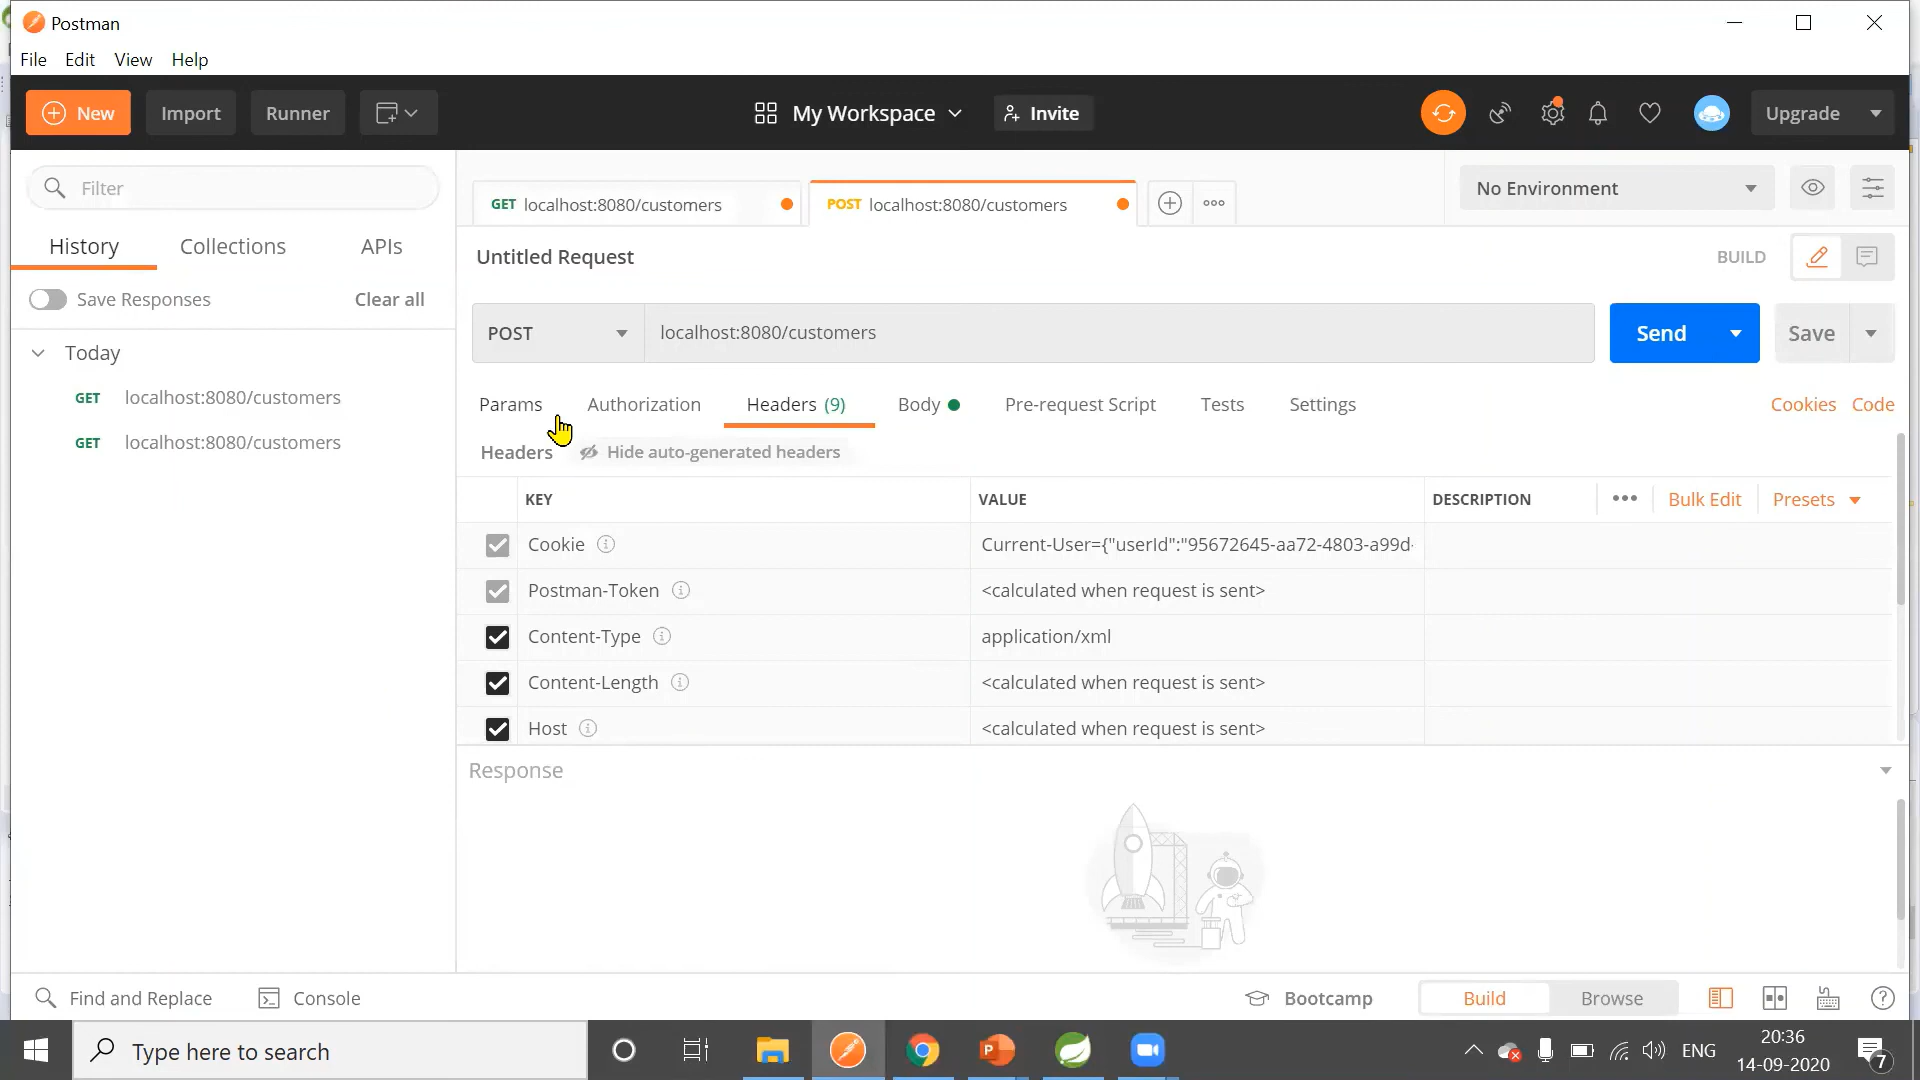 Postman
File Edit View Help
New Import Runner My Workspace Invite Upgrade
Filter
GET localhost:8080/customers POST localhost:8080/customers No Environment
History Collections APIs
Untitled Request BUILD
Save Responses Clear all
POST localhost:8080/customers Send Save
Today
GET localhost:8080/customers
GET localhost:8080/customers
Params Authorization Headers (9) Body Pre-request Script Tests Settings Cookies Code
Headers Hide auto-generated headers
KEY VALUE DESCRIPTION Bulk Edit Presets
Cookie Current-User={"userId":"95672645-aa72-4803-a99d-
Postman-Token <calculated when request is sent>
Content-Type application/xml
Content-Length <calculated when request is sent>
Host <calculated when request is sent>
Response
Find and Replace Console Bootcamp Build Browse
Type here to search ENG 20:36
14-09-2020 7